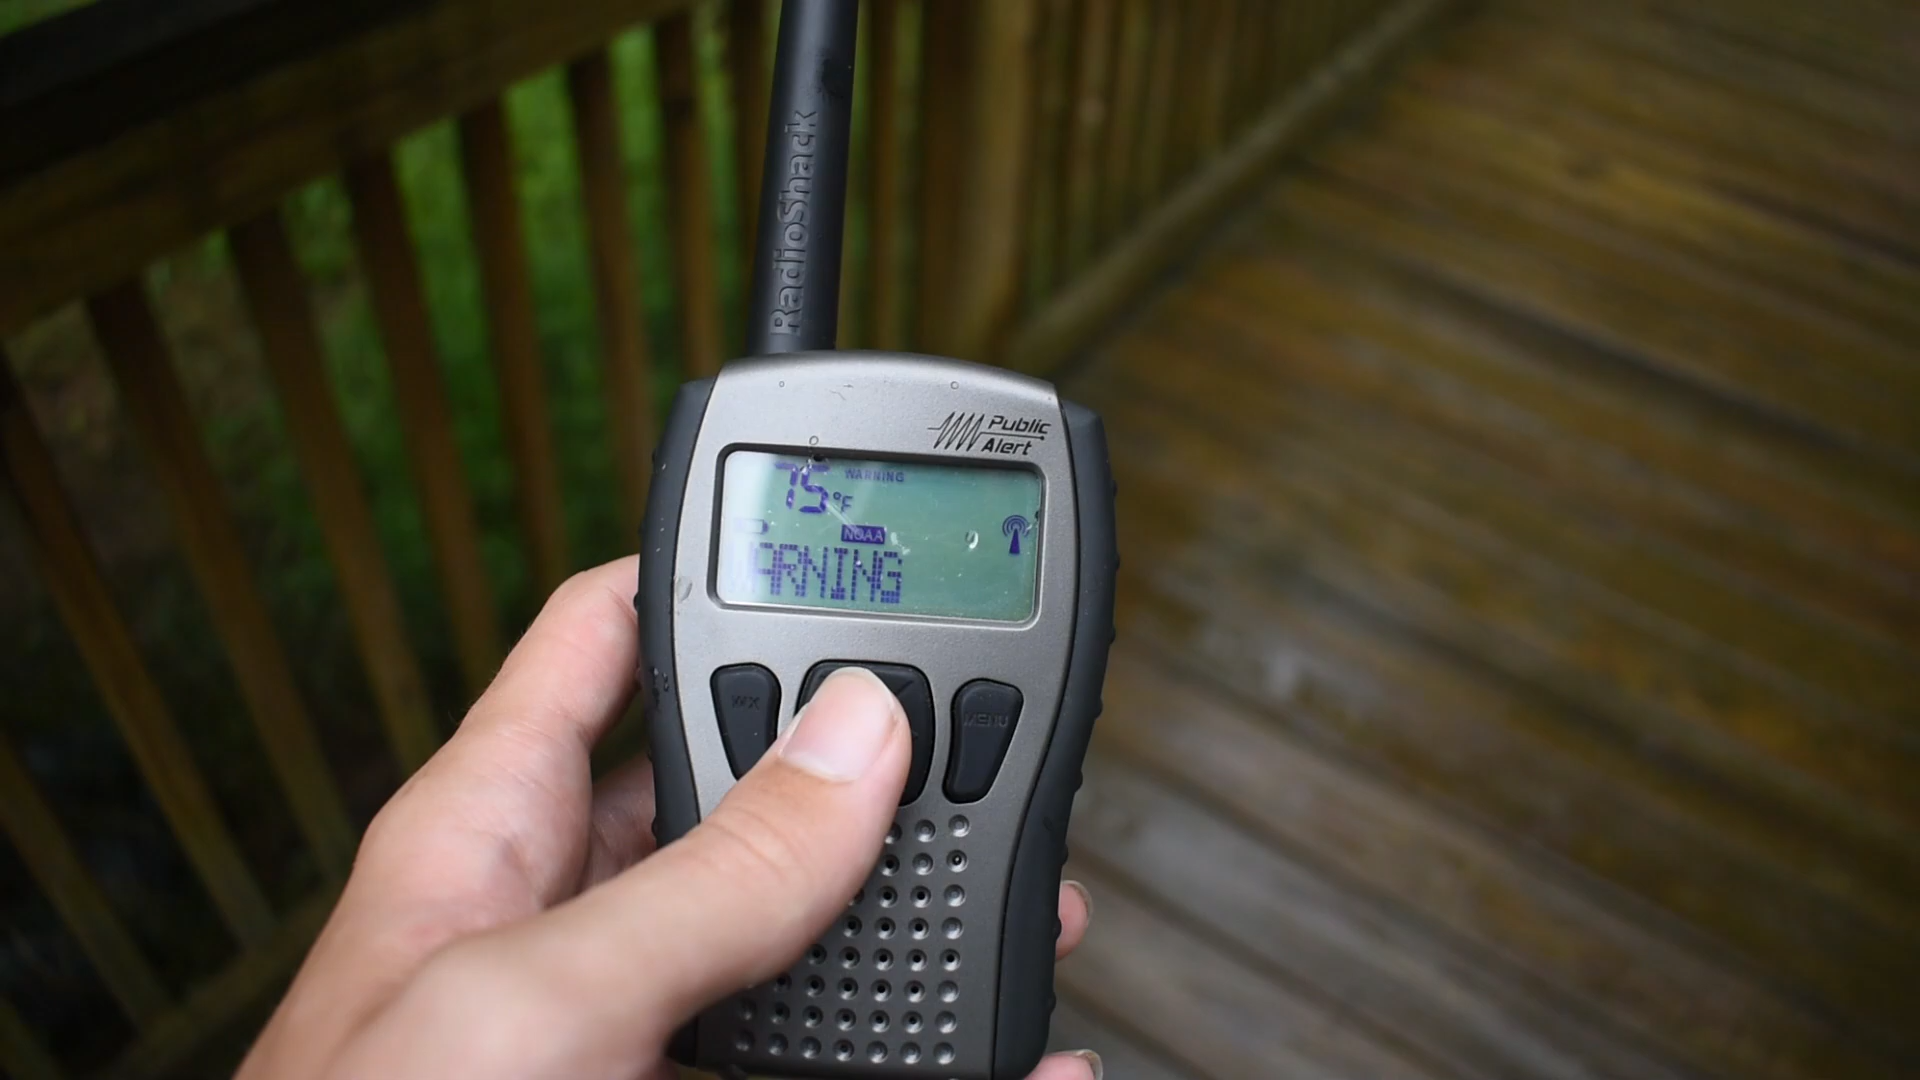 RadioShack
Public
Alert
75°F WARNING
NOAA
ARNING
WX
MENU